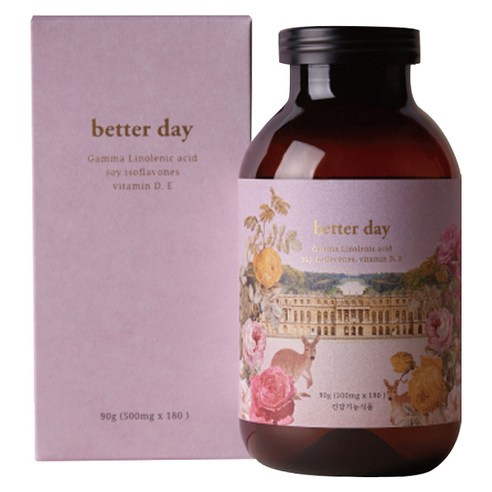 better day
Gamma Linolenic acid
soy isoflavones
vitamin D. E
90g (500mg x 180 )
better day
Gamma Linolenic acid
soy isoflavones, vitamin D. E
90g (500mg x 180 )
건강기능식품